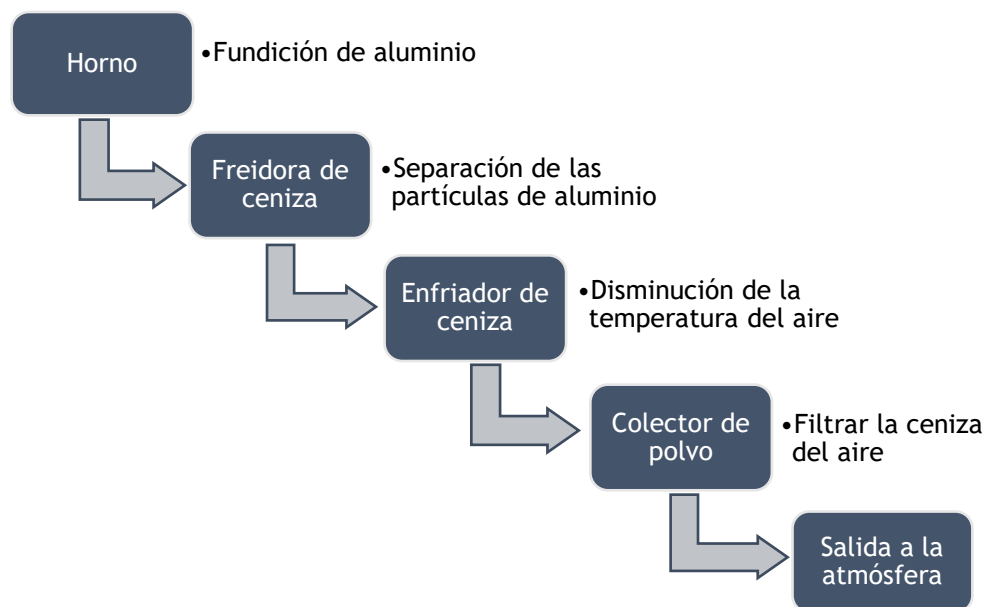 Horno
•Fundición de aluminio
Freidora de
ceniza
•Separación de las
partículas de aluminio
Enfriador de
ceniza
•Disminución de la
temperatura del aire
Colector de
polvo
•Filtrar la ceniza
del aire
Salida a la
atmósfera